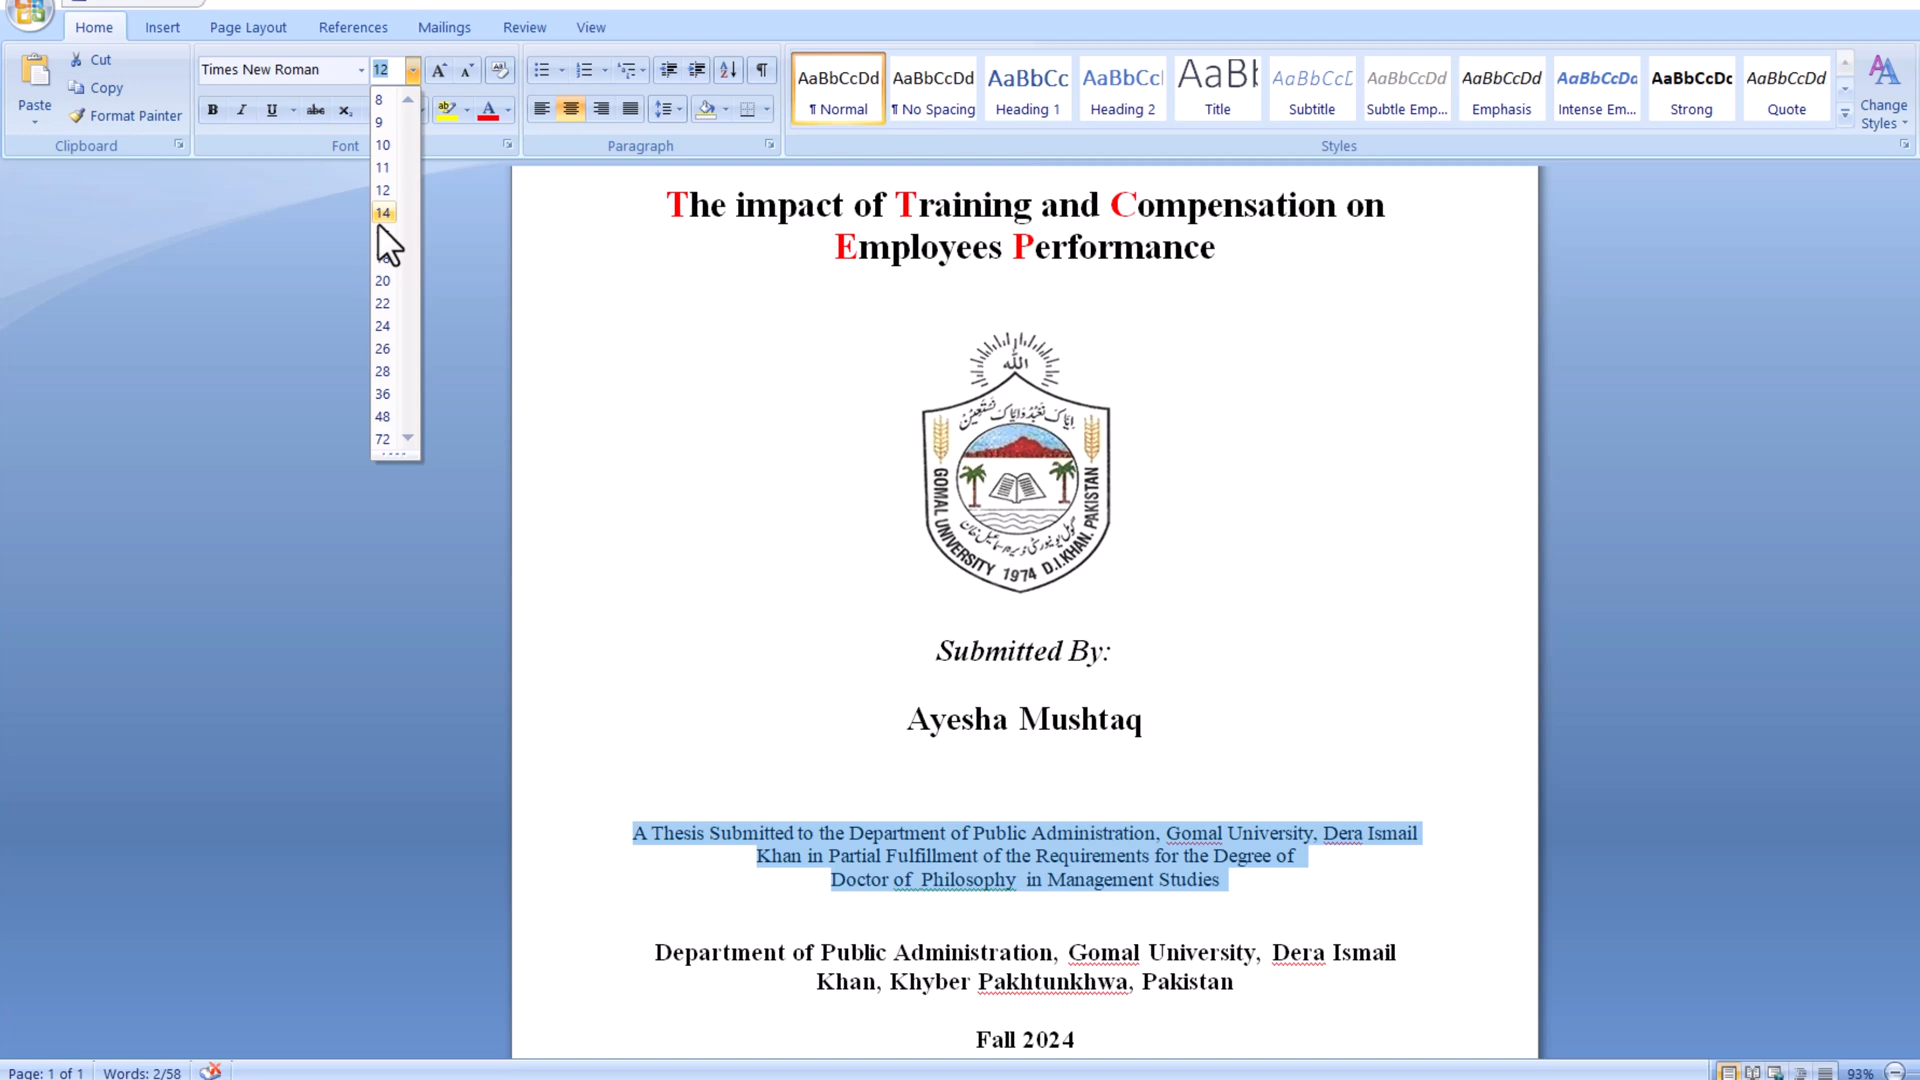 Home Insert Page Layout References Mailings Review View
Paste
Cut
Copy
Format Painter
Clipboard
Times New Roman
12
Font
8
9
10
11
12
14
20
22
24
26
28
36
48
72
Paragraph
AaBbCcDd AaBbCcDd AaBbCc AaBbCc AaB AaBbCc AaBbCcDd AaBbCcDd AaBbCcDd AaBbCcDc AaBbCcDd
¶ Normal ¶ No Spacing Heading 1 Heading 2 Title Subtitle Subtle Emp... Emphasis Intense Em... Strong Quote
Styles
Change
Styles
The impact of Training and Compensation on
Employees Performance
الله
اِیَّاکَ نَعْبُدُ وَاِیَّاکَ نَسْتَعِیْنُ
GOMAL UNIVERSITY 1974 D.I.KHAN. PAKISTAN
Submitted By:
Ayesha Mushtaq
A Thesis Submitted to the Department of Public Administration, Gomal University, Dera Ismail
Khan in Partial Fulfillment of the Requirements for the Degree of
Doctor of  Philosophy  in Management Studies
Department of Public Administration, Gomal University, Dera Ismail
Khan, Khyber Pakhtunkhwa, Pakistan
Fall 2024
Page: 1 of 1 Words: 2/58 93%